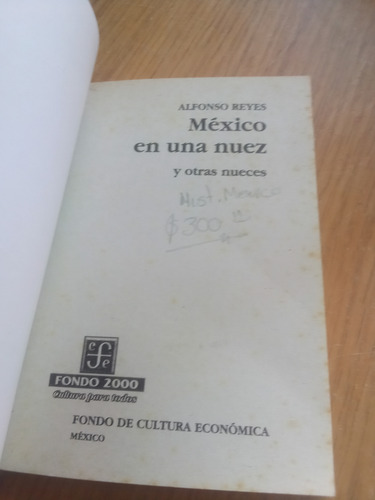 ALFONSO REYES
México
en una nuez
y otras nueces
Hist. Mexico
$300
cfe
FONDO 2000
Cultura para todos
FONDO DE CULTURA ECONÓMICA
MÉXICO